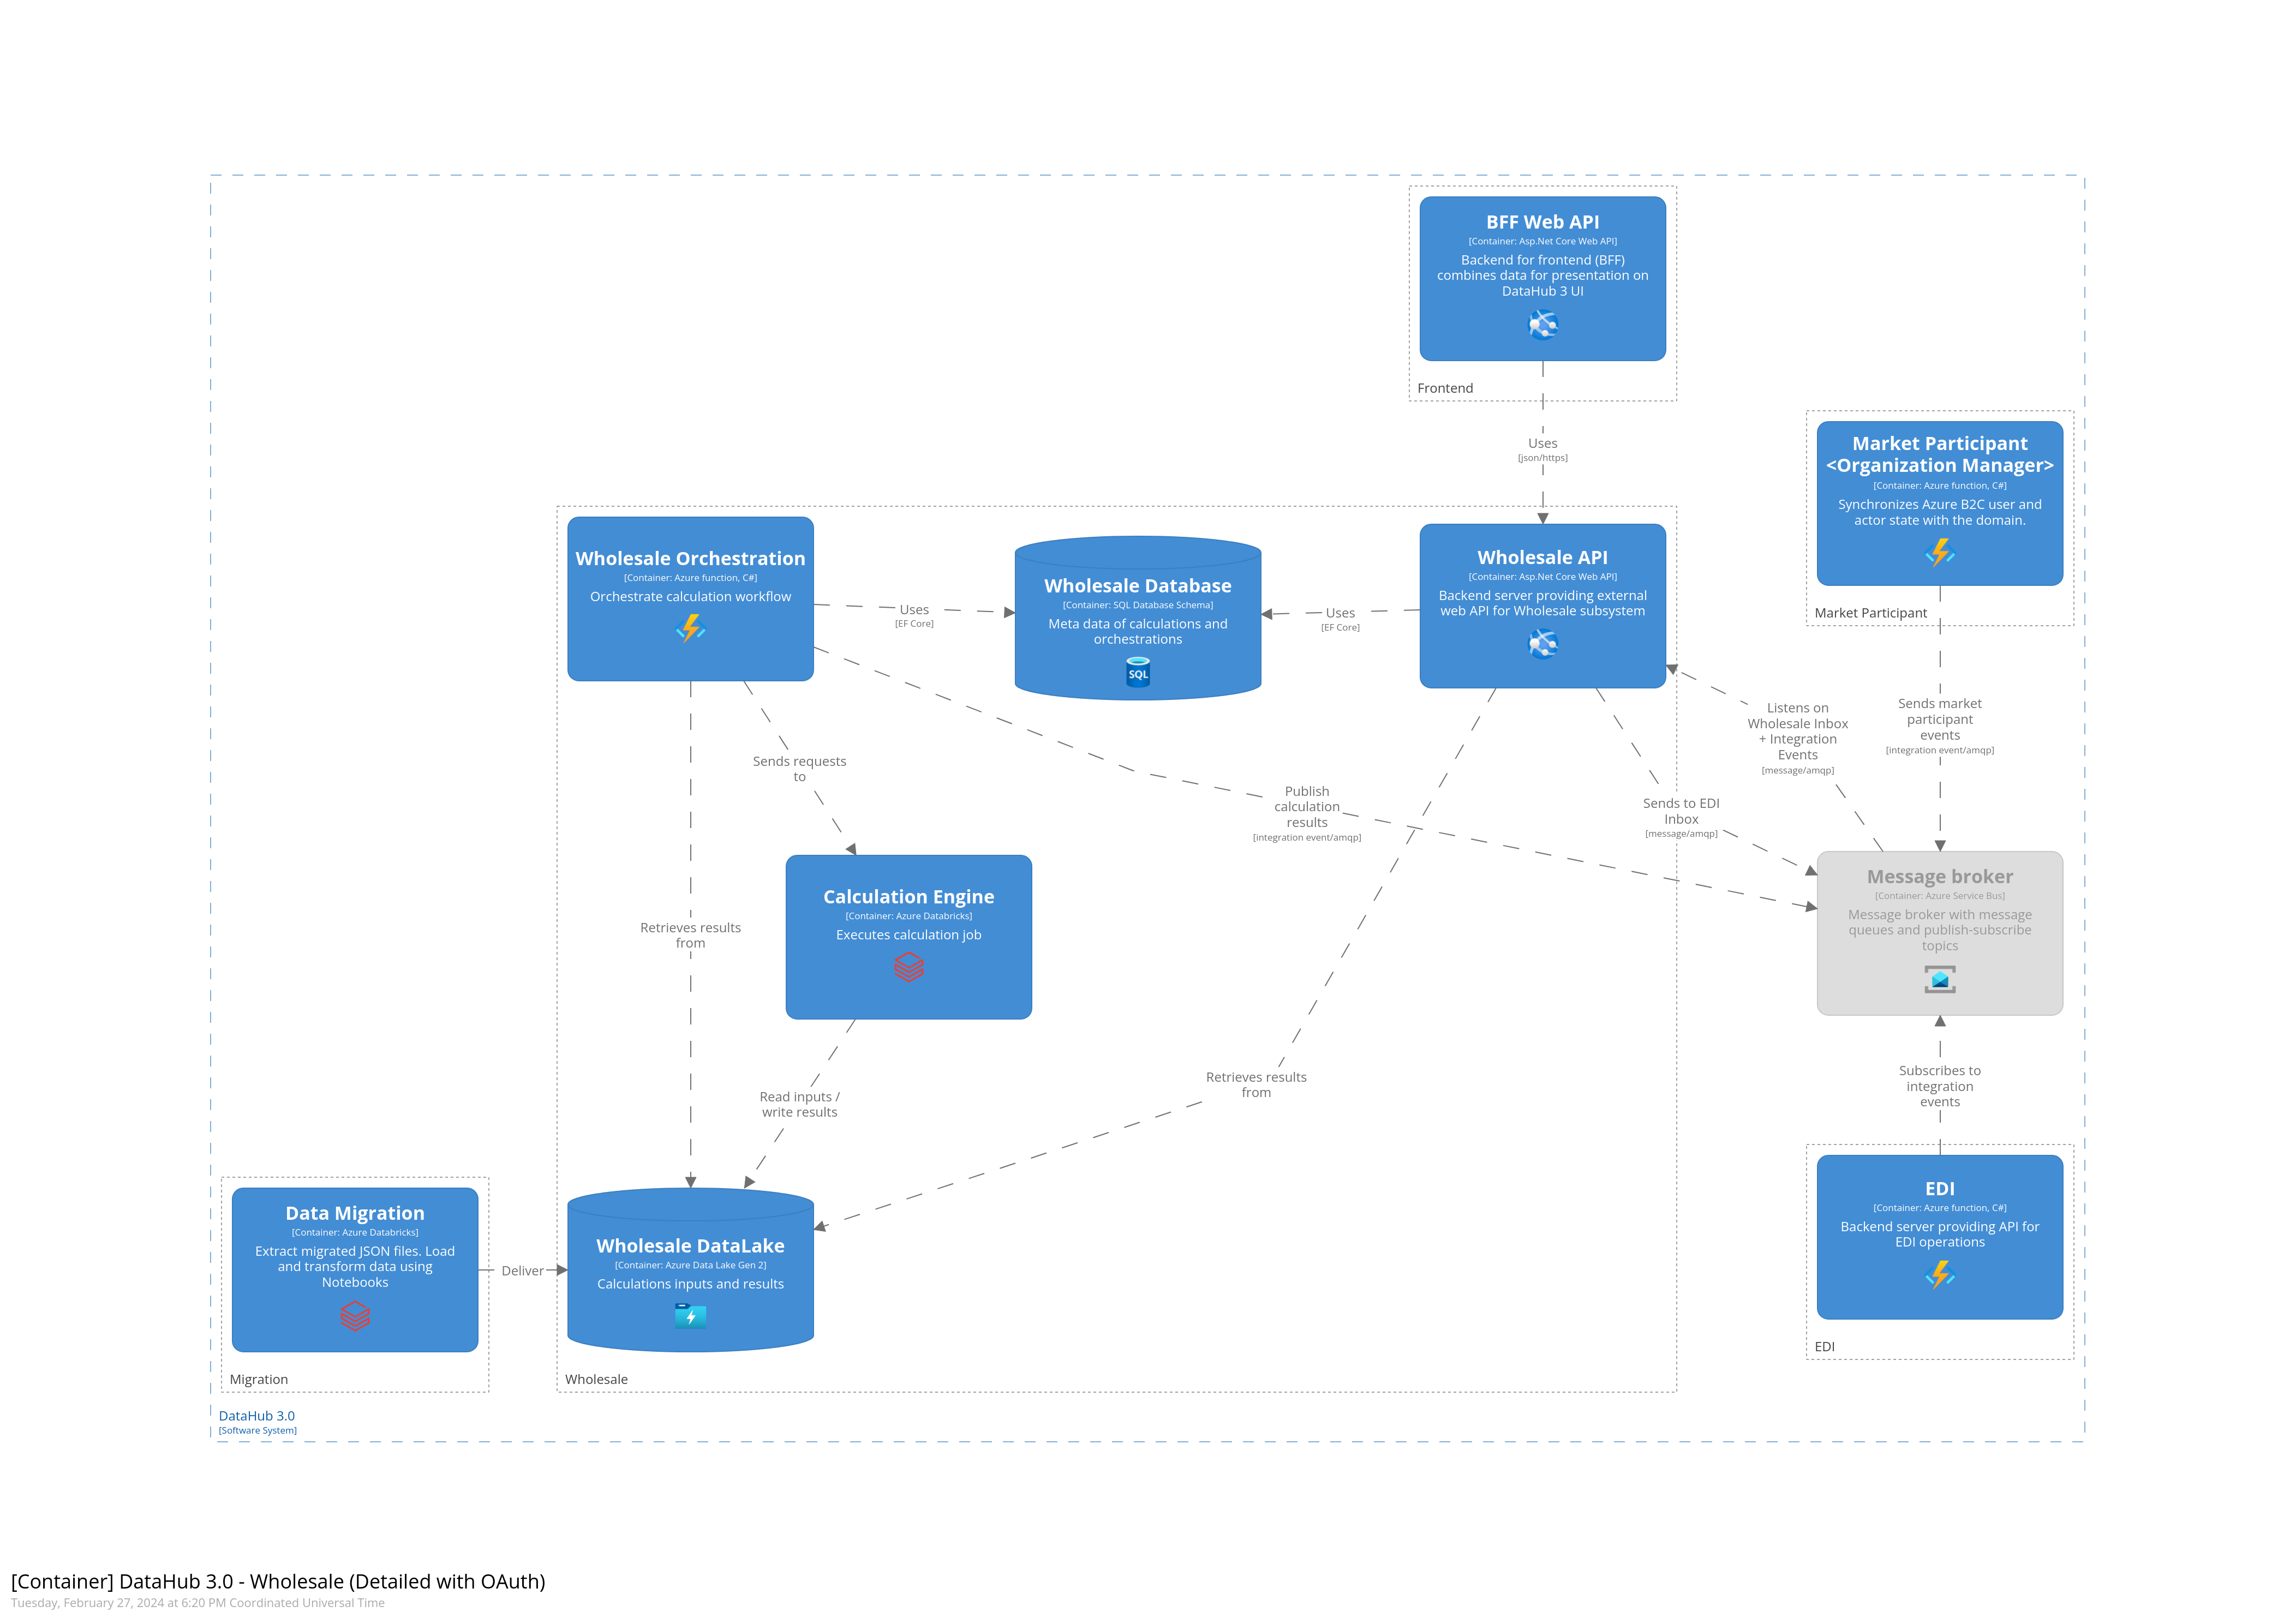 BFF Web API
[Container: Asp.Net Core Web API]
Backend for frontend (BFF)
combines data for presentation on
DataHub 3 UI
Frontend
Uses
[json/https]
Market Participant
<Organization Manager>
[Container: Azure function, C#]
Synchronizes Azure B2C user and
actor state with the domain.
Market Participant
Wholesale Orchestration
[Container: Azure function, C#]
Orchestrate calculation workflow
Uses
[EF Core]
Wholesale Database
[Container: SQL Database Schema]
Meta data of calculations and
orchestrations
SQL
Uses
[EF Core]
Wholesale API
[Container: Asp.Net Core Web API]
Backend server providing external
web API for Wholesale subsystem
Listens on
Wholesale Inbox
+ Integration
Events
[message/amqp]
Sends market
participant
events
[integration event/amqp]
Sends requests
to
Publish
calculation
results
[integration event/amqp]
Sends to EDI
Inbox
[message/amqp]
Retrieves results
from
Calculation Engine
[Container: Azure Databricks]
Executes calculation job
Message broker
[Container: Azure Service Bus]
Message broker with message
queues and publish-subscribe
topics
Read inputs /
write results
Retrieves results
from
Subscribes to
integration
events
Data Migration
[Container: Azure Databricks]
Extract migrated JSON files. Load
and transform data using
Notebooks
Migration
Deliver
Wholesale DataLake
[Container: Azure Data Lake Gen 2]
Calculations inputs and results
Wholesale
EDI
[Container: Azure function, C#]
Backend server providing API for
EDI operations
EDI
DataHub 3.0
[Software System]
[Container] DataHub 3.0 - Wholesale (Detailed with OAuth)
Tuesday, February 27, 2024 at 6:20 PM Coordinated Universal Time